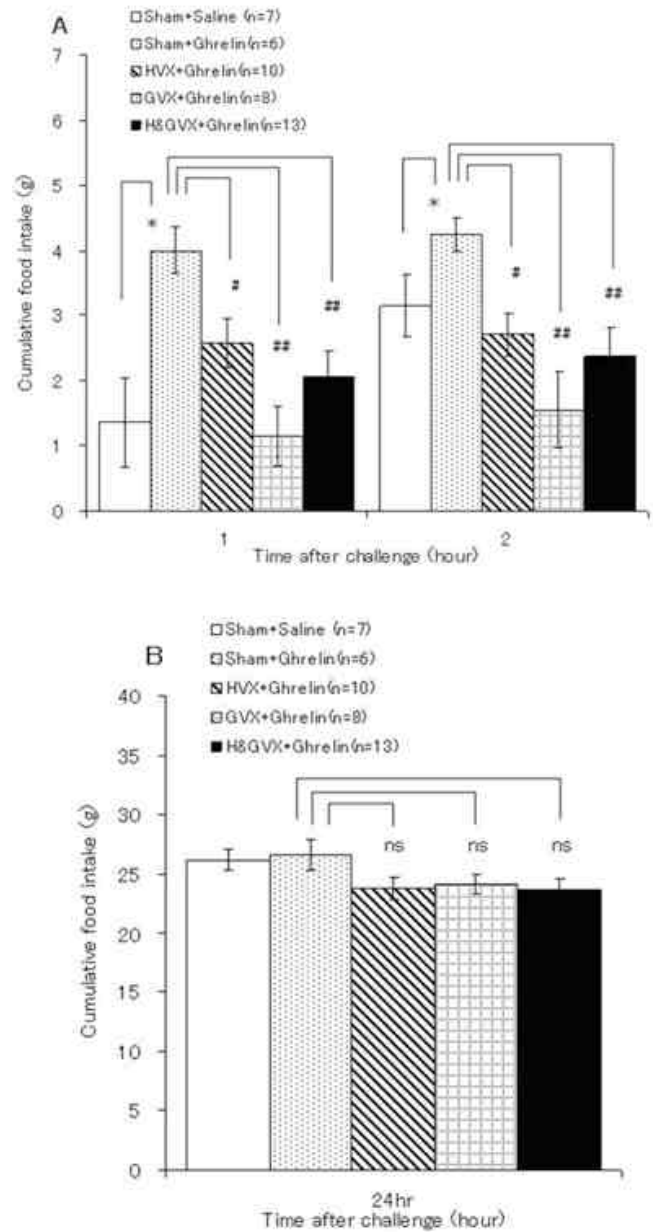 A
Sham+Saline (n=7)
Sham+Ghrelin(n=6)
HVX+Ghrelin(n=10)
GVX+Ghrelin(n=8)
H&GVX+Ghrelin(n=13)
Cumulative food intake (g)
7
6
5
4
3
2
1
0
*
#
##
##
*
#
##
##
1
2
Time after challenge (hour)
B
Sham+Saline (n=7)
Sham+Ghrelin(n=6)
HVX+Ghrelin(n=10)
GVX+Ghrelin(n=8)
H&GVX+Ghrelin(n=13)
Cumulative food intake (g)
40
35
30
25
20
15
10
5
0
ns
ns
ns
24hr
Time after challenge (hour)